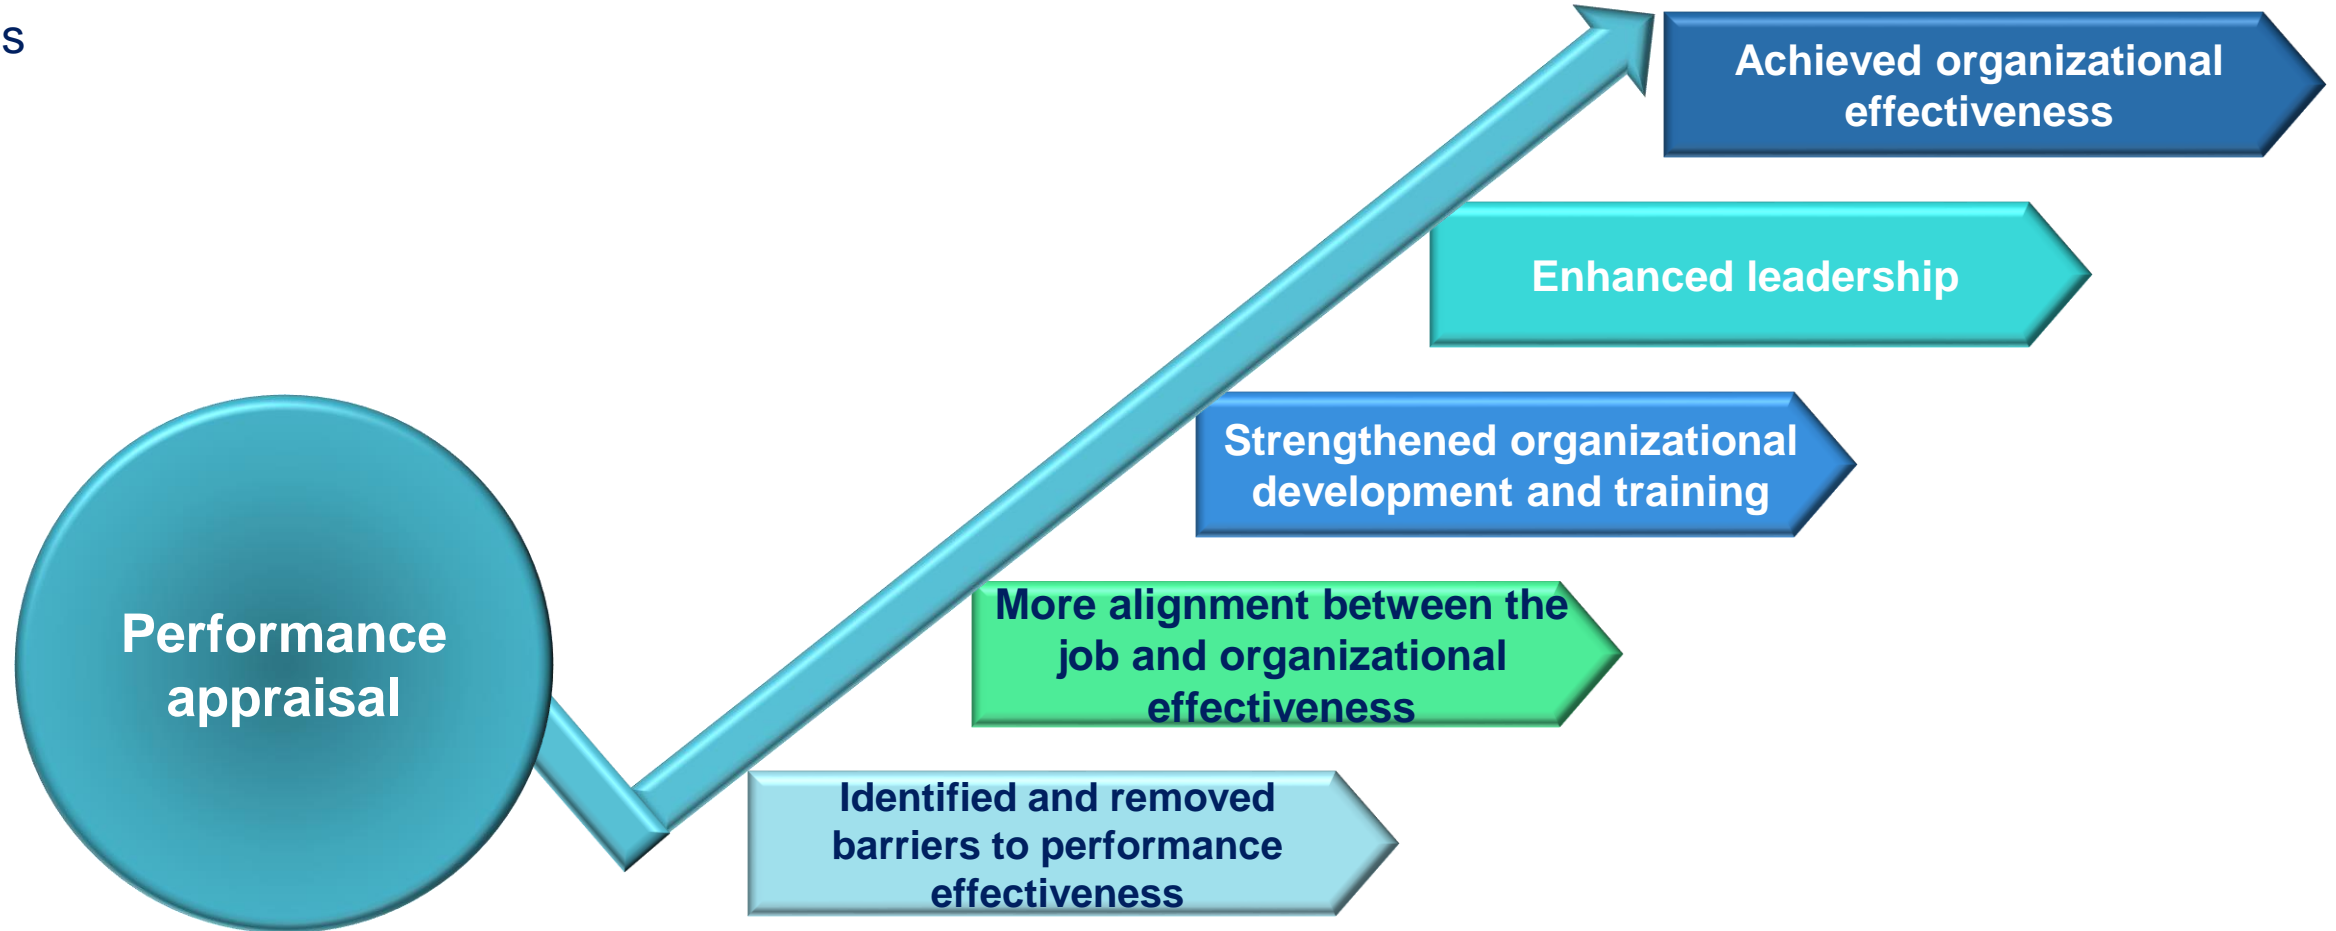 s
Achieved organizational
effectiveness
Enhanced leadership
Strengthened organizational
development and training
More alignment between the
job and organizational
effectiveness
Performance
appraisal
Identified and removed
barriers to performance
effectiveness